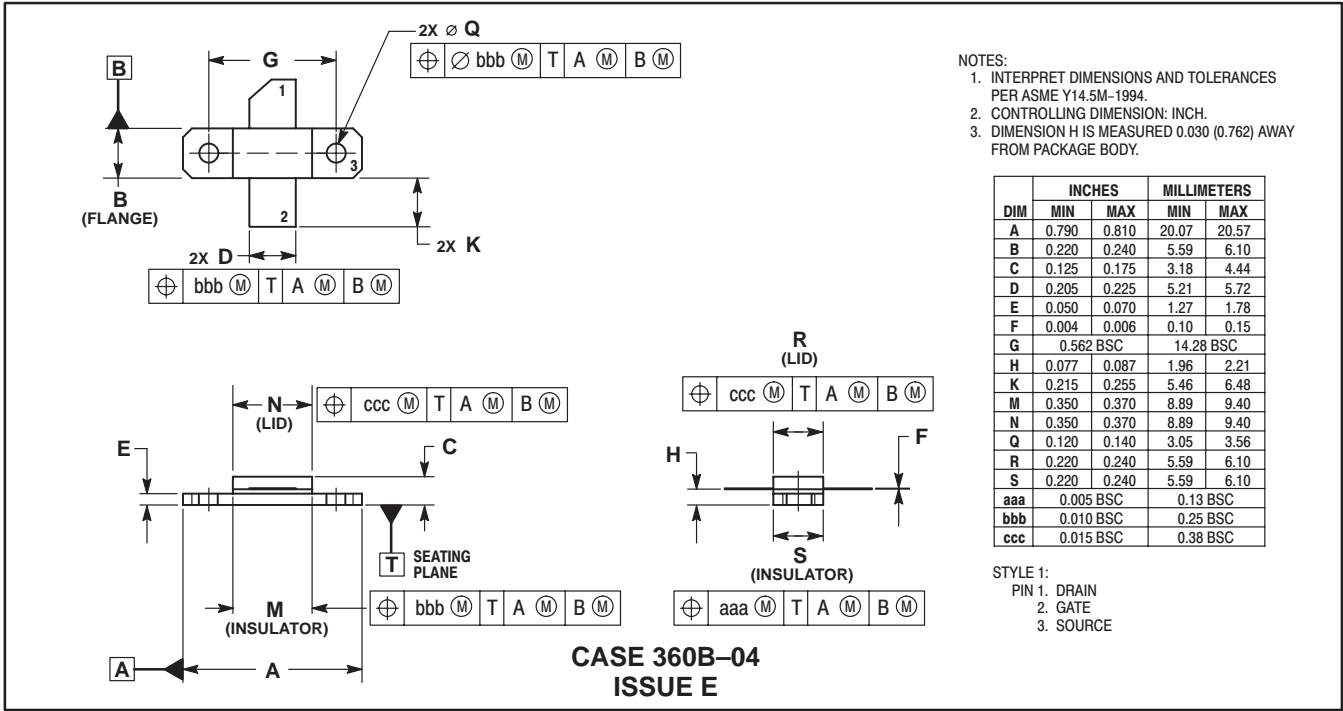 2X ⌀ Q
⌖ ⌀ bbb Ⓜ T A Ⓜ B Ⓜ
G
B
1
3
B
(FLANGE)
2
2X K
2X D
⌖ bbb Ⓜ T A Ⓜ B Ⓜ
N
(LID)
⌖ ccc Ⓜ T A Ⓜ B Ⓜ
E
C
T SEATING
PLANE
M
(INSULATOR)
⌖ bbb Ⓜ T A Ⓜ B Ⓜ
A
A
R
(LID)
⌖ ccc Ⓜ T A Ⓜ B Ⓜ
H
F
S
(INSULATOR)
⌖ aaa Ⓜ T A Ⓜ B Ⓜ
CASE 360B–04
ISSUE E
NOTES:
1. INTERPRET DIMENSIONS AND TOLERANCES
PER ASME Y14.5M–1994.
2. CONTROLLING DIMENSION: INCH.
3. DIMENSION H IS MEASURED 0.030 (0.762) AWAY
FROM PACKAGE BODY.
INCHES MILLIMETERS
DIM MIN MAX MIN MAX
A 0.790 0.810 20.07 20.57
B 0.220 0.240 5.59 6.10
C 0.125 0.175 3.18 4.44
D 0.205 0.225 5.21 5.72
E 0.050 0.070 1.27 1.78
F 0.004 0.006 0.10 0.15
G 0.562 BSC 14.28 BSC
H 0.077 0.087 1.96 2.21
K 0.215 0.255 5.46 6.48
M 0.350 0.370 8.89 9.40
N 0.350 0.370 8.89 9.40
Q 0.120 0.140 3.05 3.56
R 0.220 0.240 5.59 6.10
S 0.220 0.240 5.59 6.10
aaa 0.005 BSC 0.13 BSC
bbb 0.010 BSC 0.25 BSC
ccc 0.015 BSC 0.38 BSC
STYLE 1:
PIN 1. DRAIN
2. GATE
3. SOURCE